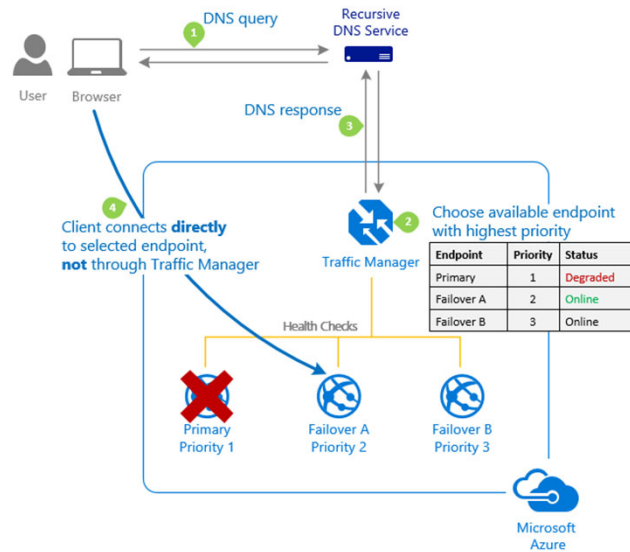 DNS query
1
Recursive
DNS Service
User
Browser
DNS response
3
4
Client connects directly
to selected endpoint,
not through Traffic Manager
2
Traffic Manager
Choose available endpoint
with highest priority
Endpoint Priority Status
Primary 1 Degraded
Failover A 2 Online
Failover B 3 Online
Health Checks
Primary
Priority 1
Failover A
Priority 2
Failover B
Priority 3
Microsoft
Azure